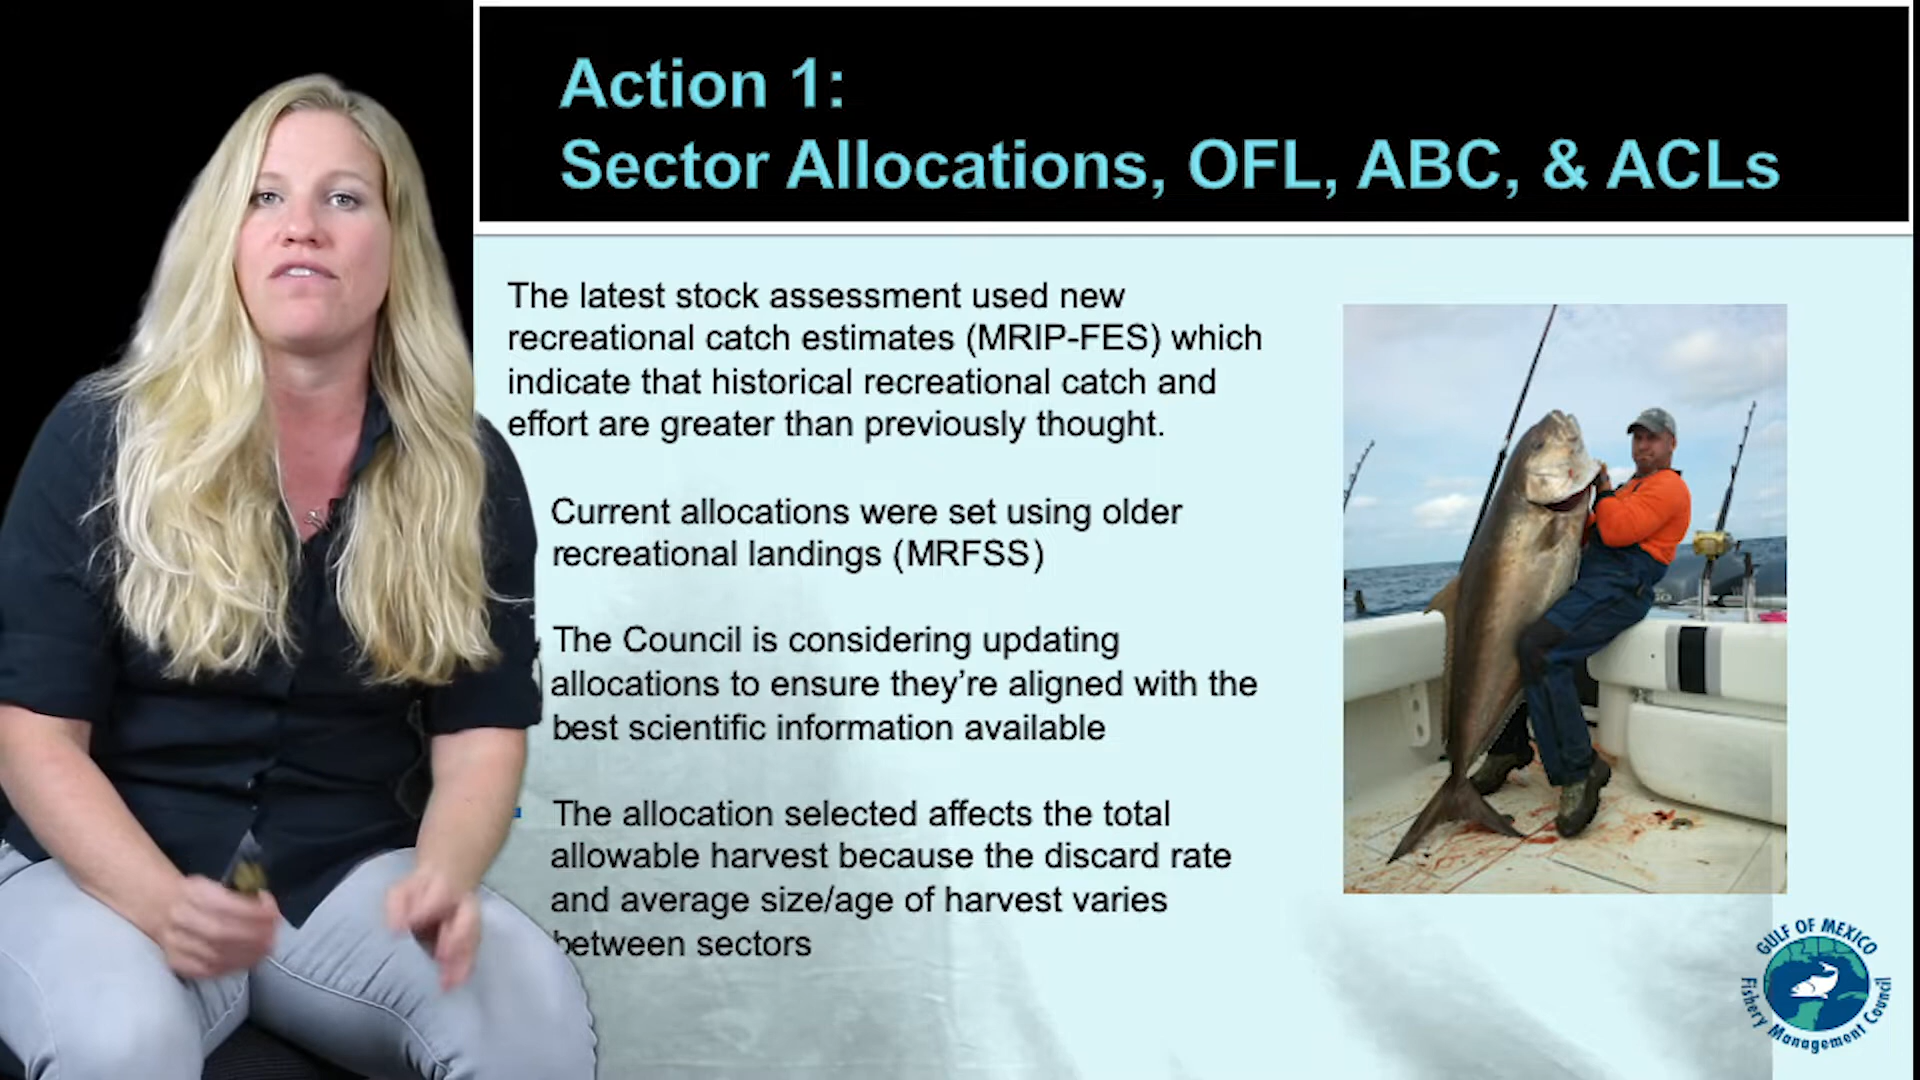 Action 1:
Sector Allocations, OFL, ABC, & ACLs
The latest stock assessment used new
recreational catch estimates (MRIP-FES) which
indicate that historical recreational catch and
effort are greater than previously thought.
Current allocations were set using older
recreational landings (MRFSS)
The Council is considering updating
allocations to ensure they're aligned with the
best scientific information available
The allocation selected affects the total
allowable harvest because the discard rate
and average size/age of harvest varies
between sectors
GULF OF MEXICO
Fishery Management Council